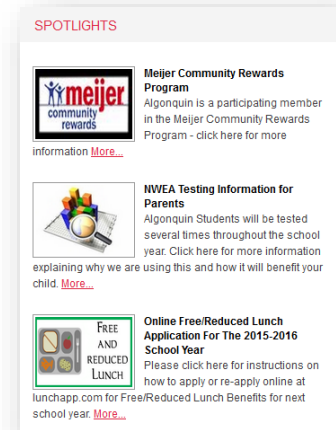 SPOTLIGHTS
meijer
community
rewards
Meijer Community Rewards
Program
Algonquin is a participating member
in the Meijer Community Rewards
Program - click here for more
information More...
NWEA Testing Information for
Parents
Algonquin Students will be tested
several times throughout the school
year. Click here for more information
explaining why we are using this and how it will benefit your
child. More...
FREE
AND
REDUCED
LUNCH
Online Free/Reduced Lunch
Application For The 2015-2016
School Year
Please click here for instructions on
how to apply or re-apply online at
lunchapp.com for Free/Reduced Lunch Benefits for next
school year. More...